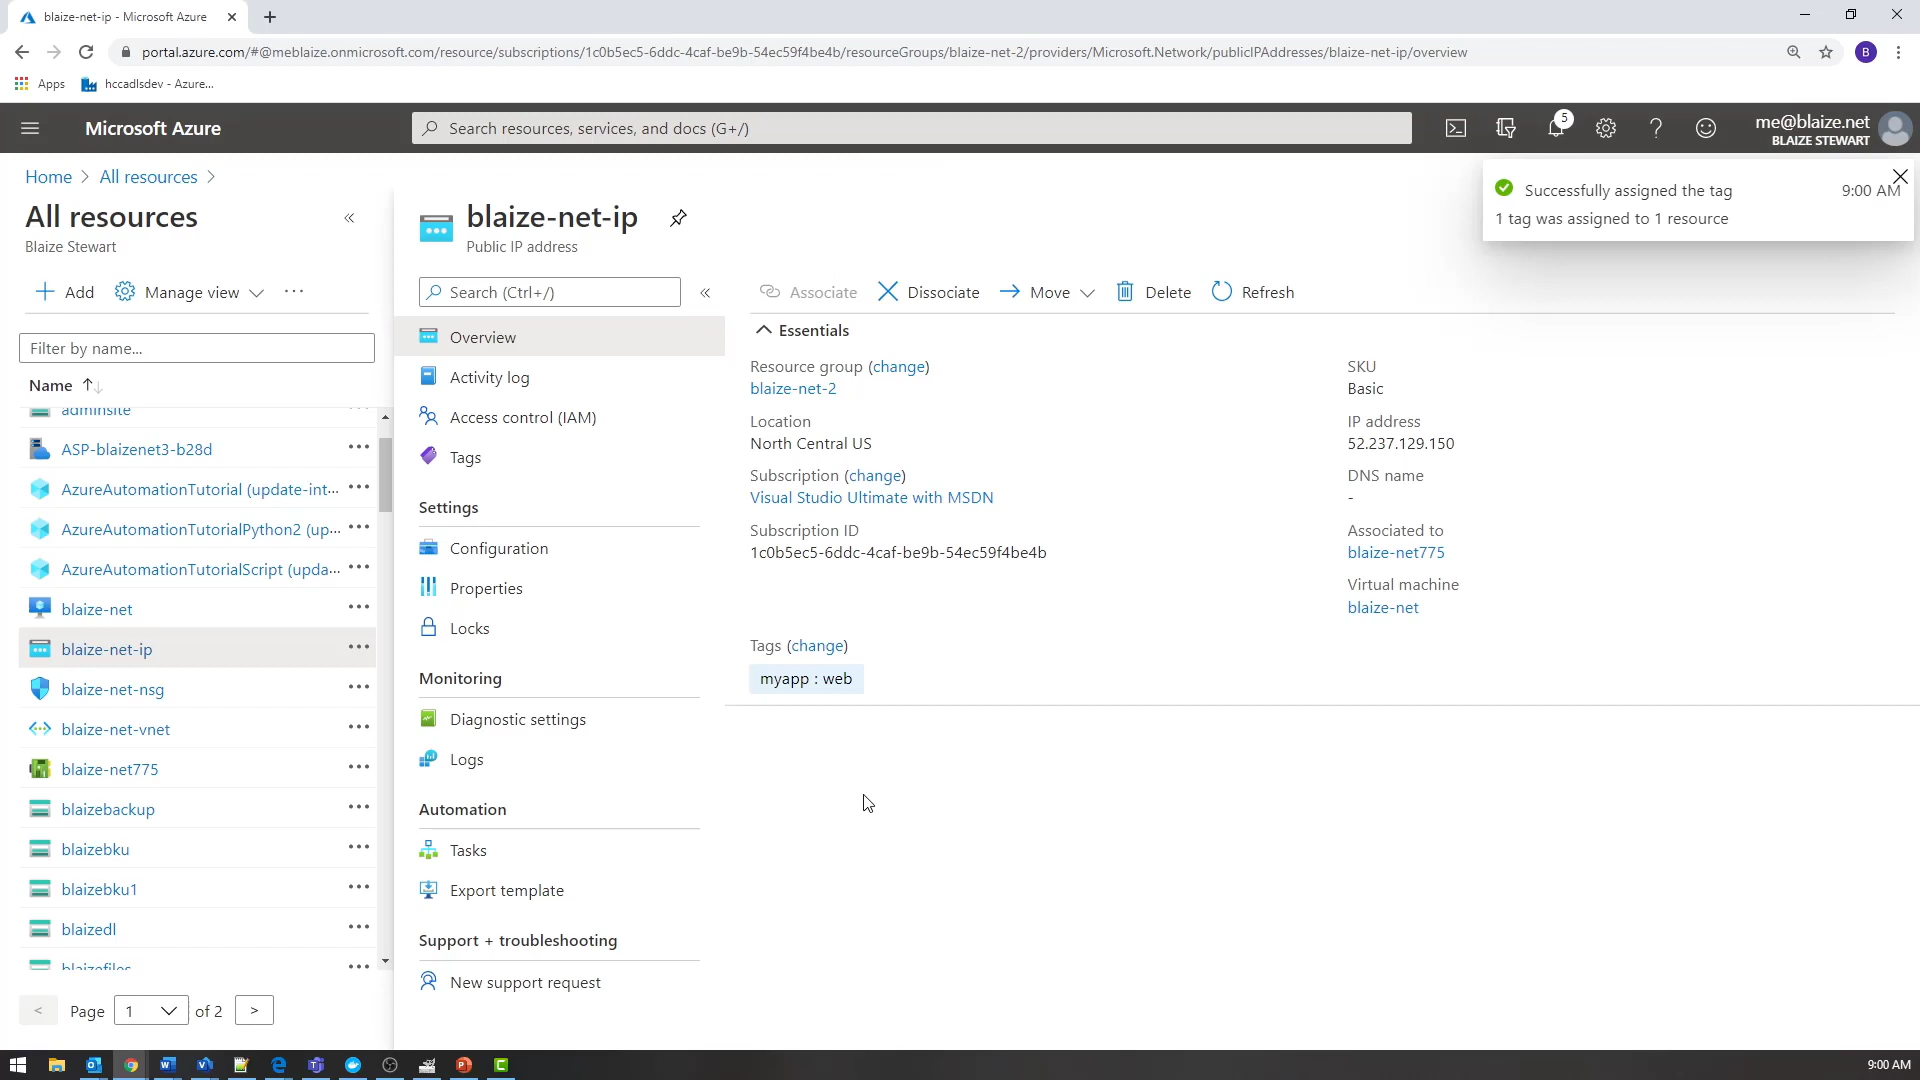 blaize-net-ip - Microsoft Azure
portal.azure.com/#@meblaize.onmicrosoft.com/resource/subscriptions/1c0b5ec5-6ddc-4caf-be9b-54ec59f4be4b/resourceGroups/blaize-net-2/providers/Microsoft.Network/publicIPAddresses/blaize-net-ip/overview
B
Apps
hccadlsdev - Azure...
Microsoft Azure
Search resources, services, and docs (G+/)
5
me@blaize.net
BLAIZE STEWART
Home > All resources >
Successfully assigned the tag 9:00 AM
1 tag was assigned to 1 resource
All resources
Blaize Stewart
Add
Manage view
Filter by name...
Name
adminsite
ASP-blaizenet3-b28d
AzureAutomationTutorial (update-int...
AzureAutomationTutorialPython2 (up...
AzureAutomationTutorialScript (upda...
blaize-net
blaize-net-ip
blaize-net-nsg
blaize-net-vnet
blaize-net775
blaizebackup
blaizebku
blaizebku1
blaizedl
blaizefiles
< Page 1 of 2 >
blaize-net-ip
Public IP address
Search (Ctrl+/)
Overview
Activity log
Access control (IAM)
Tags
Settings
Configuration
Properties
Locks
Monitoring
Diagnostic settings
Logs
Automation
Tasks
Export template
Support + troubleshooting
New support request
Associate
Dissociate
Move
Delete
Refresh
Essentials
Resource group (change)
blaize-net-2
Location
North Central US
Subscription (change)
Visual Studio Ultimate with MSDN
Subscription ID
1c0b5ec5-6ddc-4caf-be9b-54ec59f4be4b
SKU
Basic
IP address
52.237.129.150
DNS name
-
Associated to
blaize-net775
Virtual machine
blaize-net
Tags (change)
myapp : web
9:00 AM